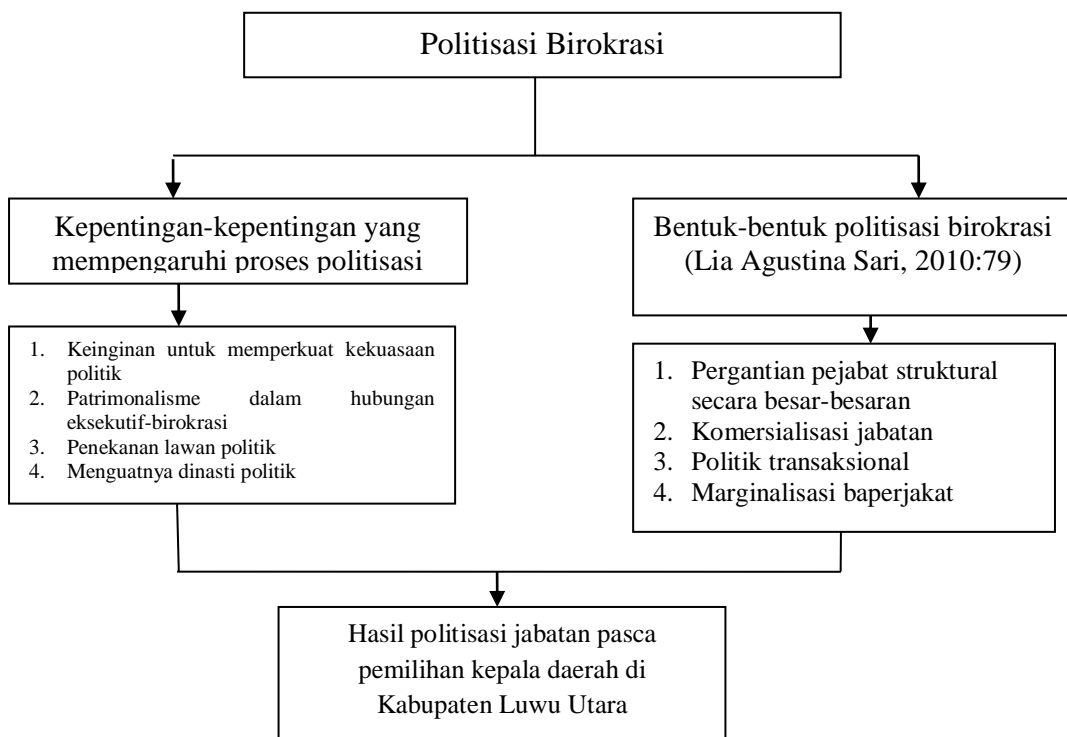 Politisasi Birokrasi
Kepentingan-kepentingan yang
mempengaruhi proses politisasi
1. Keinginan untuk memperkuat kekuasaan
politik
2. Patrimonalisme dalam hubungan
eksekutif-birokrasi
3. Penekanan lawan politik
4. Menguatnya dinasti politik
Bentuk-bentuk politisasi birokrasi
(Lia Agustina Sari, 2010:79)
1. Pergantian pejabat struktural
secara besar-besaran
2. Komersialisasi jabatan
3. Politik transaksional
4. Marginalisasi baperjakat
Hasil politisasi jabatan pasca
pemilihan kepala daerah di
Kabupaten Luwu Utara